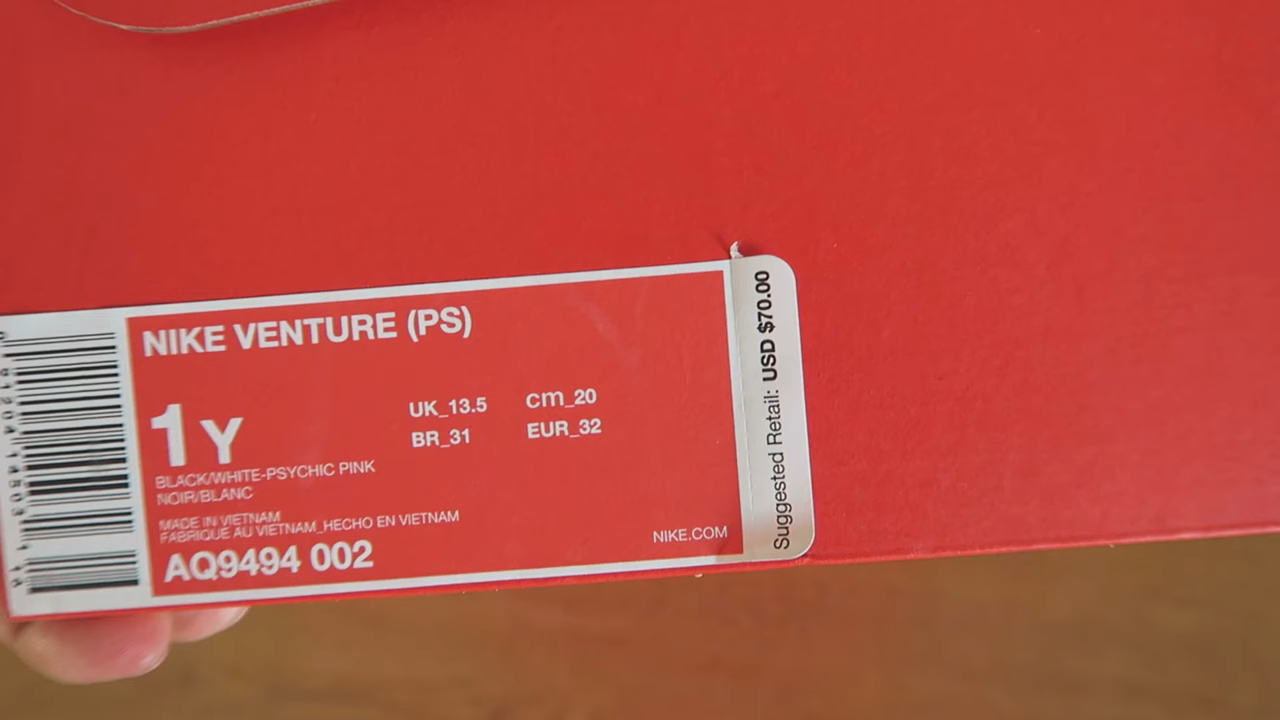 NIKE VENTURE (PS)
1Y
UK_13.5 cm_20
BR_31 EUR_32
BLACK/WHITE-PSYCHIC PINK
NOIR/BLANC
MADE IN VIETNAM
FABRIQUE AU VIETNAM_HECHO EN VIETNAM
AQ9494 002
NIKE.COM
Suggested Retail: USD $70.00